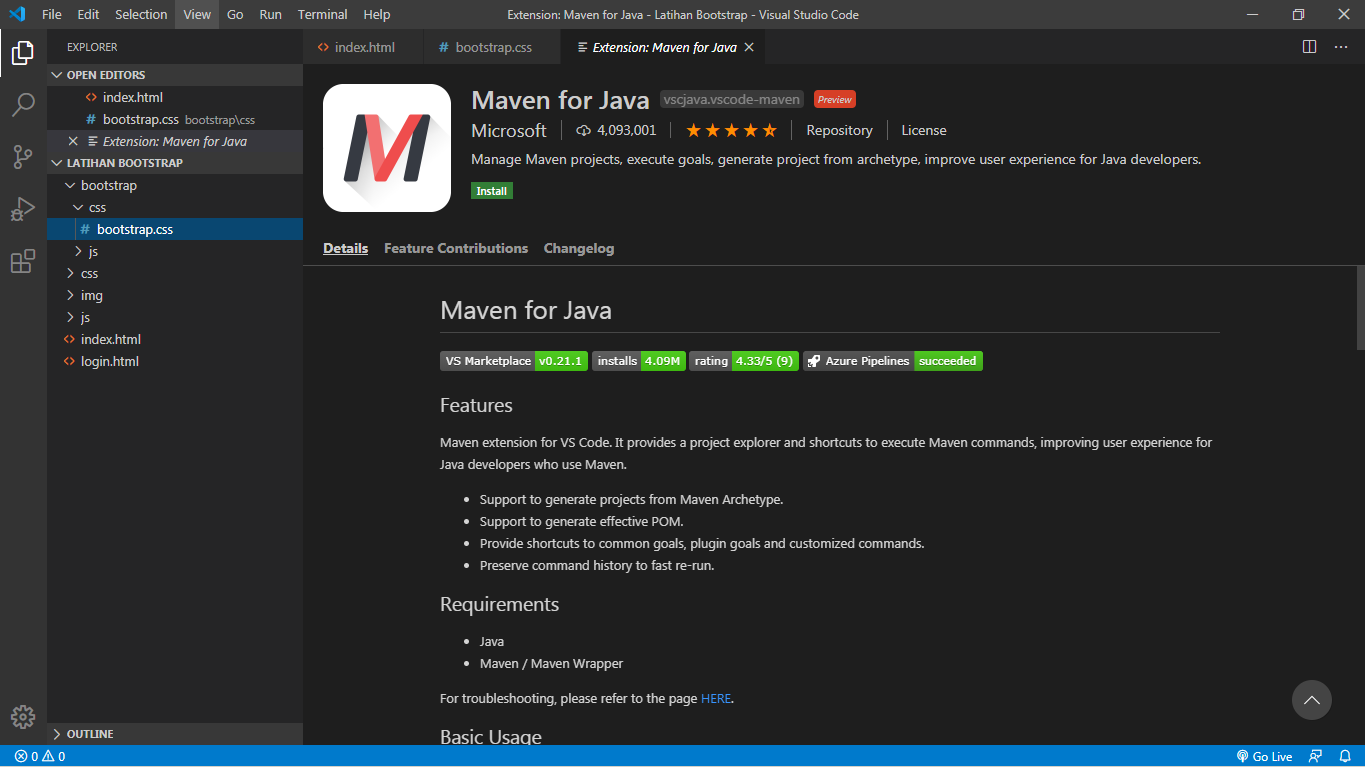 File Edit Selection View Go Run Terminal Help Extension: Maven for Java - Latihan Bootstrap - Visual Studio Code
EXPLORER
OPEN EDITORS
index.html
# bootstrap.css bootstrap\css
Extension: Maven for Java
LATIHAN BOOTSTRAP
bootstrap
css
# bootstrap.css
js
css
img
js
index.html
login.html
OUTLINE
index.html # bootstrap.css Extension: Maven for Java
Maven for Java vscjava.vscode-maven Preview
Microsoft 4,093,001 Repository License
Manage Maven projects, execute goals, generate project from archetype, improve user experience for Java developers.
Install
Details Feature Contributions Changelog
Maven for Java
VS Marketplace v0.21.1 installs 4.09M rating 4.33/5 (9) Azure Pipelines succeeded
Features
Maven extension for VS Code. It provides a project explorer and shortcuts to execute Maven commands, improving user experience for
Java developers who use Maven.
• Support to generate projects from Maven Archetype.
• Support to generate effective POM.
• Provide shortcuts to common goals, plugin goals and customized commands.
• Preserve command history to fast re-run.
Requirements
• Java
• Maven / Maven Wrapper
For troubleshooting, please refer to the page HERE.
Basic Usage
0 0 Go Live